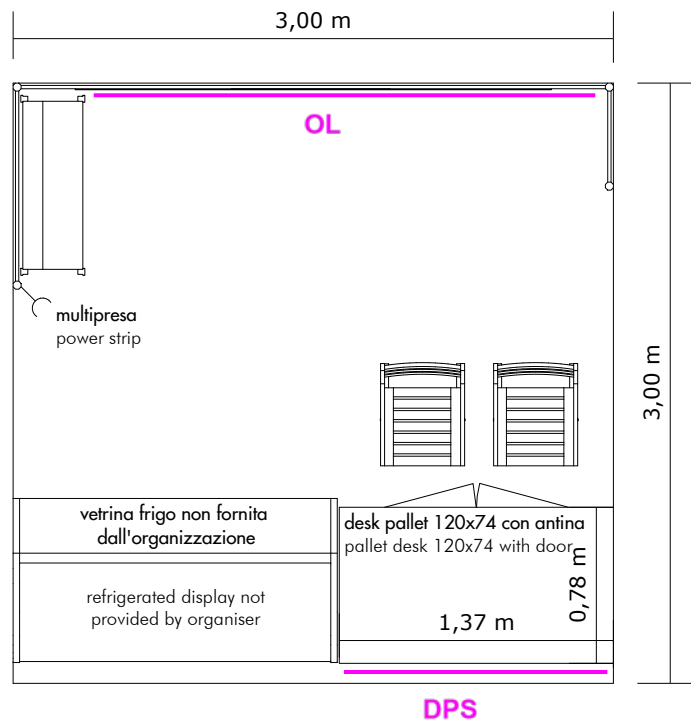 3,00 m
OL
multipresa
power strip
3,00 m
vetrina frigo non fornita
dall'organizzazione
refrigerated display not
provided by organiser
desk pallet 120x74 con antina
pallet desk 120x74 with door
0,78 m
1,37 m
DPS